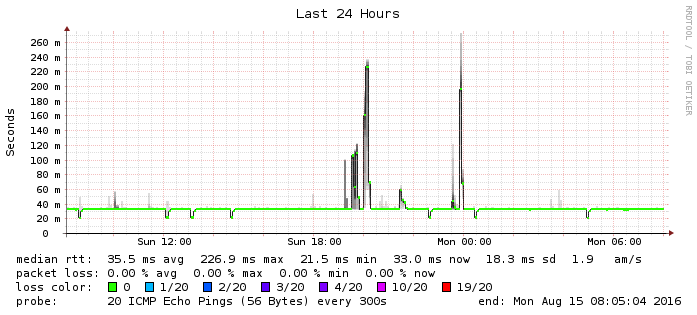 Last 24 Hours
RRDTOOL / TOBI OETIKER
Seconds
260 m
240 m
220 m
200 m
180 m
160 m
140 m
120 m
100 m
80 m
60 m
40 m
20 m
0
Sun 12:00 Sun 18:00 Mon 00:00 Mon 06:00
median rtt: 35.5 ms avg 226.9 ms max 21.5 ms min 33.0 ms now 18.3 ms sd 1.9 am/s
packet loss: 0.00 % avg 0.00 % max 0.00 % min 0.00 % now
loss color: 0 1/20 2/20 3/20 4/20 10/20 19/20
probe: 20 ICMP Echo Pings (56 Bytes) every 300s end: Mon Aug 15 08:05:04 2016